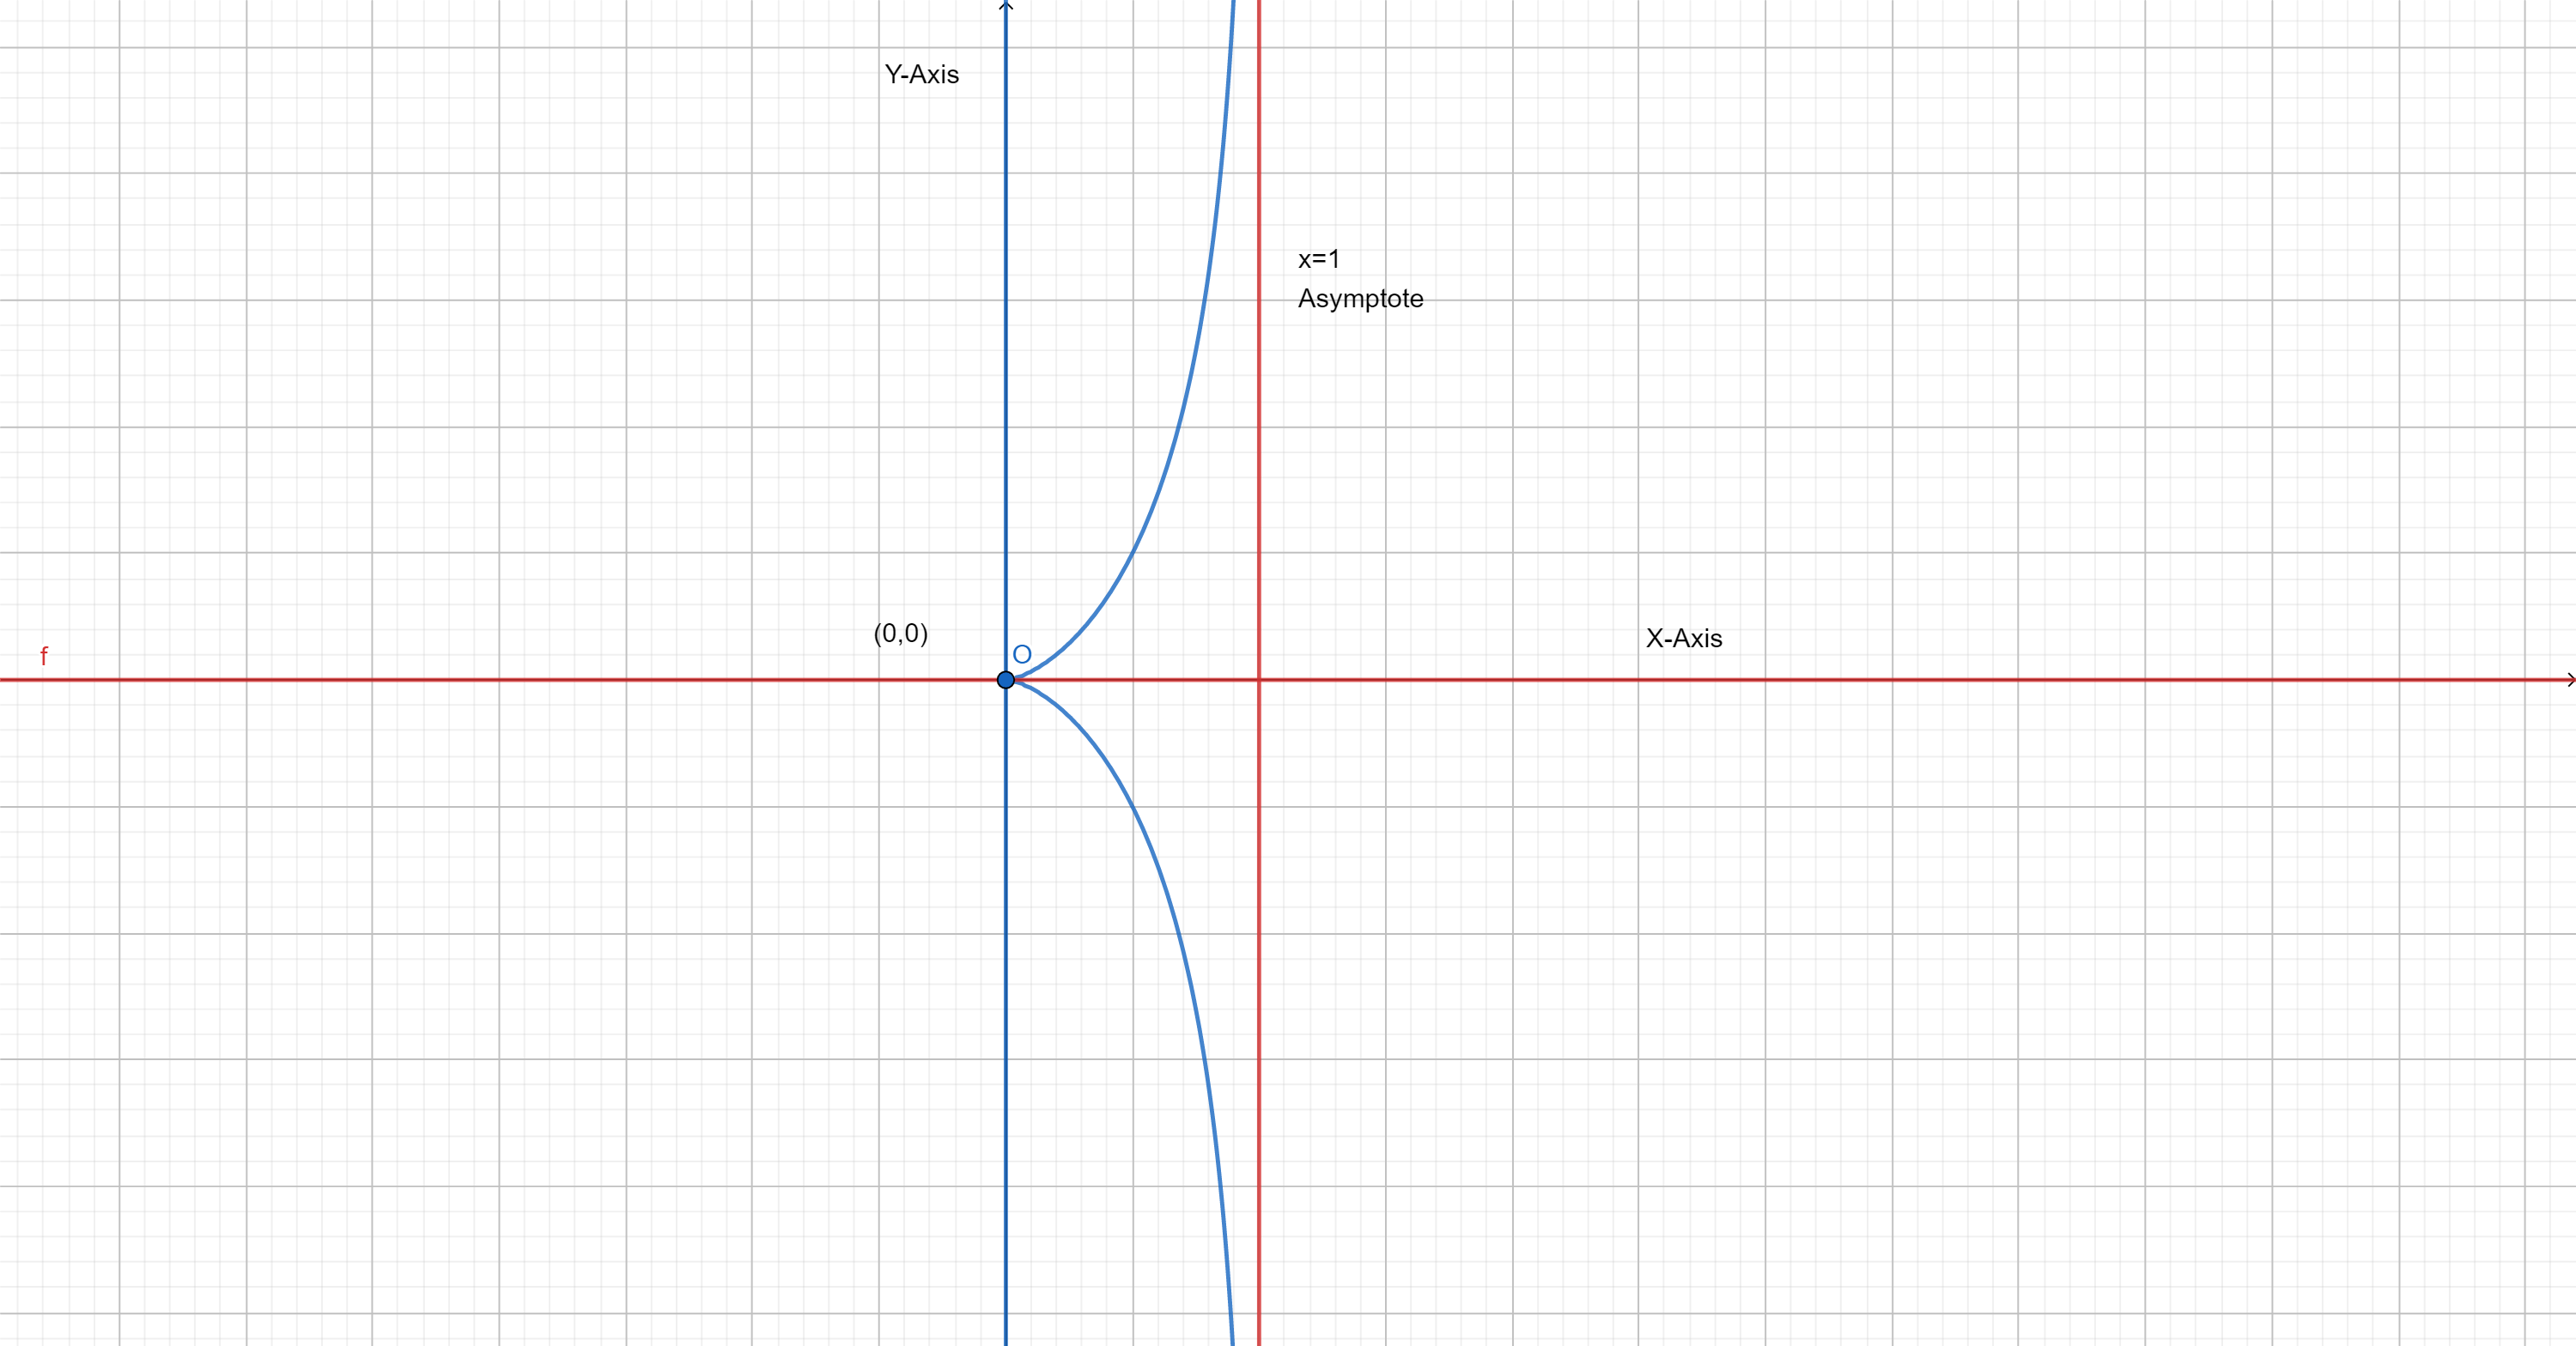 Y-Axis
x=1
Asymptote
(0,0)
O
X-Axis
f